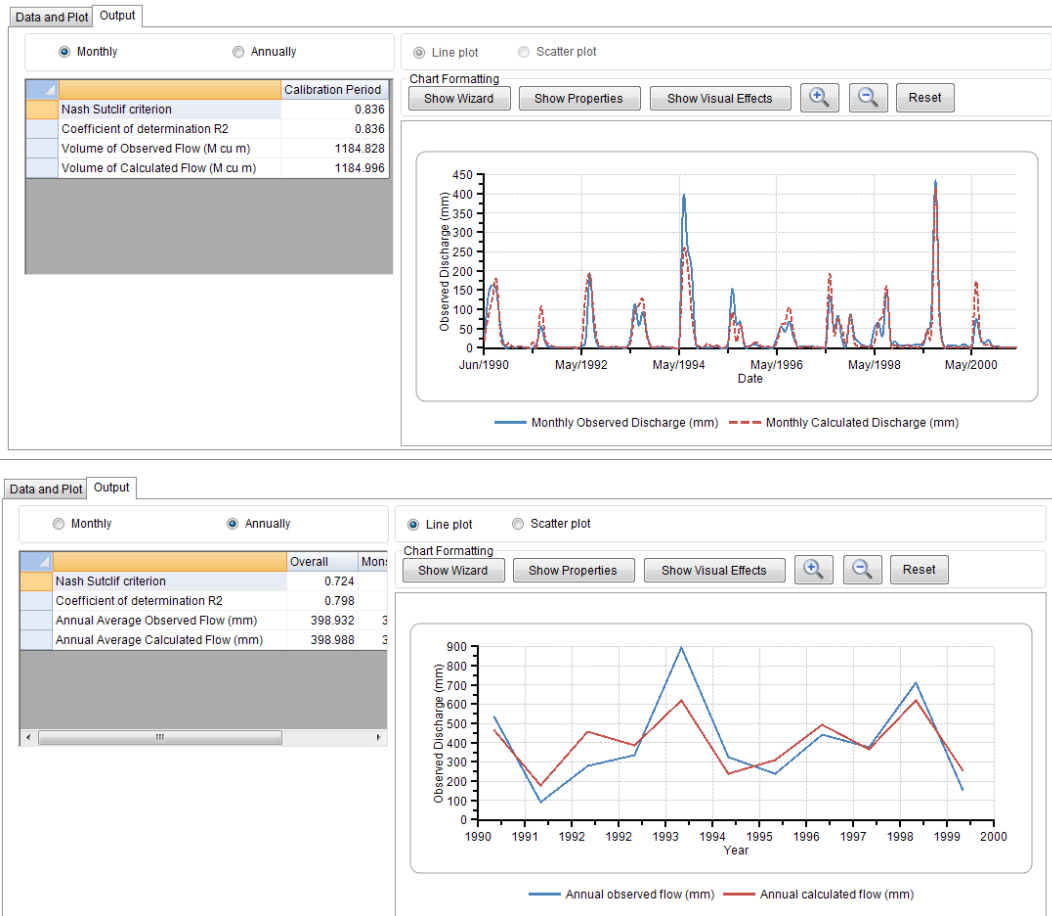 Data and Plot Output
Monthly Annually
Line plot Scatter plot
Calibration Period
Nash Sutclif criterion 0.836
Coefficient of determination R2 0.836
Volume of Observed Flow (M cu m) 1184.828
Volume of Calculated Flow (M cu m) 1184.996
Chart Formatting
Show Wizard Show Properties Show Visual Effects Reset
Observed Discharge (mm)
450
400
350
300
250
200
150
100
50
0
Jun/1990 May/1992 May/1994 May/1996 May/1998 May/2000
Date
Monthly Observed Discharge (mm) Monthly Calculated Discharge (mm)
Data and Plot Output
Monthly Annually
Line plot Scatter plot
Overall Mons
Nash Sutclif criterion 0.724
Coefficient of determination R2 0.798
Annual Average Observed Flow (mm) 398.932 3
Annual Average Calculated Flow (mm) 398.988 3
Chart Formatting
Show Wizard Show Properties Show Visual Effects Reset
Observed Discharge (mm)
900
800
700
600
500
400
300
200
100
0
1990 1991 1992 1992 1993 1994 1995 1996 1997 1998 1999 2000
Year
Annual observed flow (mm) Annual calculated flow (mm)